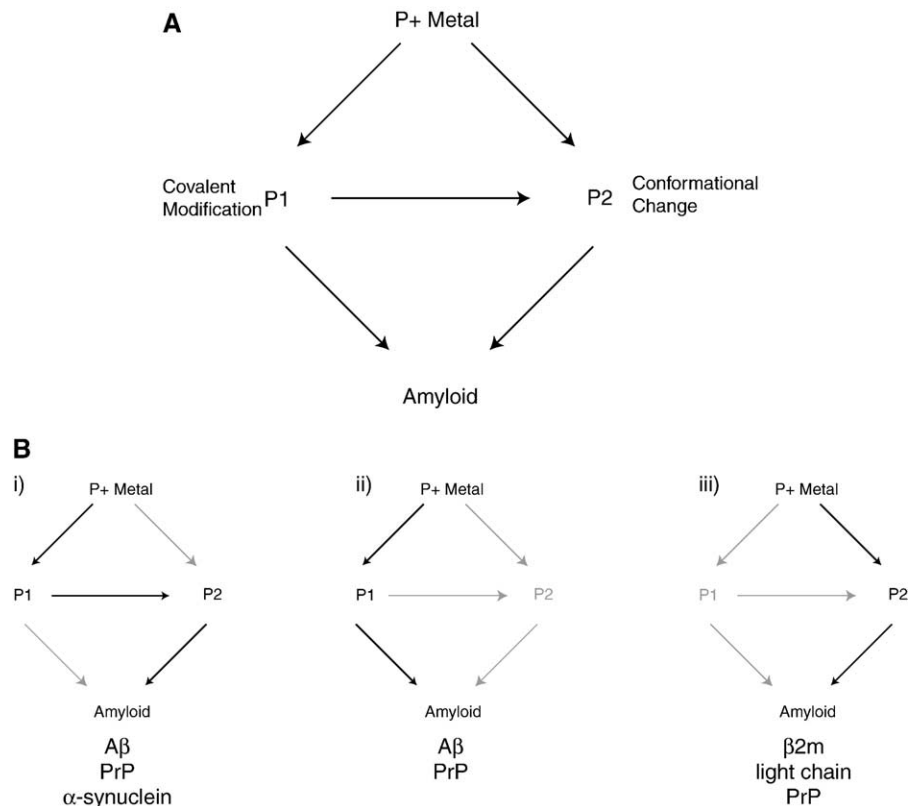 A
P+ Metal
Covalent
Modification
P1
P2
Conformational
Change
Amyloid
B
i)
P+ Metal
P1
P2
Amyloid
Aβ
PrP
α-synuclein
ii)
P+ Metal
P1
P2
Amyloid
Aβ
PrP
iii)
P+ Metal
P1
P2
Amyloid
β2m
light chain
PrP